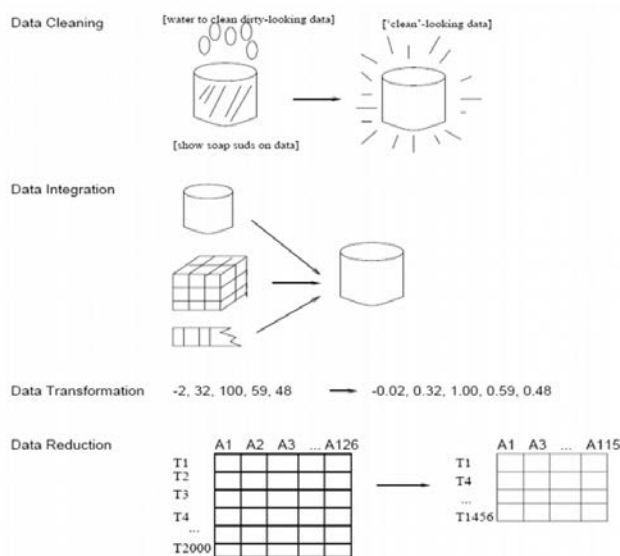 Data Cleaning
[water to clean dirty-looking data]
['clean'-looking data]
[show soap suds on data]
Data Integration
Data Transformation
-2, 32, 100, 59, 48
-0.02, 0.32, 1.00, 0.59, 0.48
Data Reduction
A1 A2 A3 ... A126
T1
T2
T3
T4
...
T2000
A1 A3 ... A115
T1
T4
...
T1456